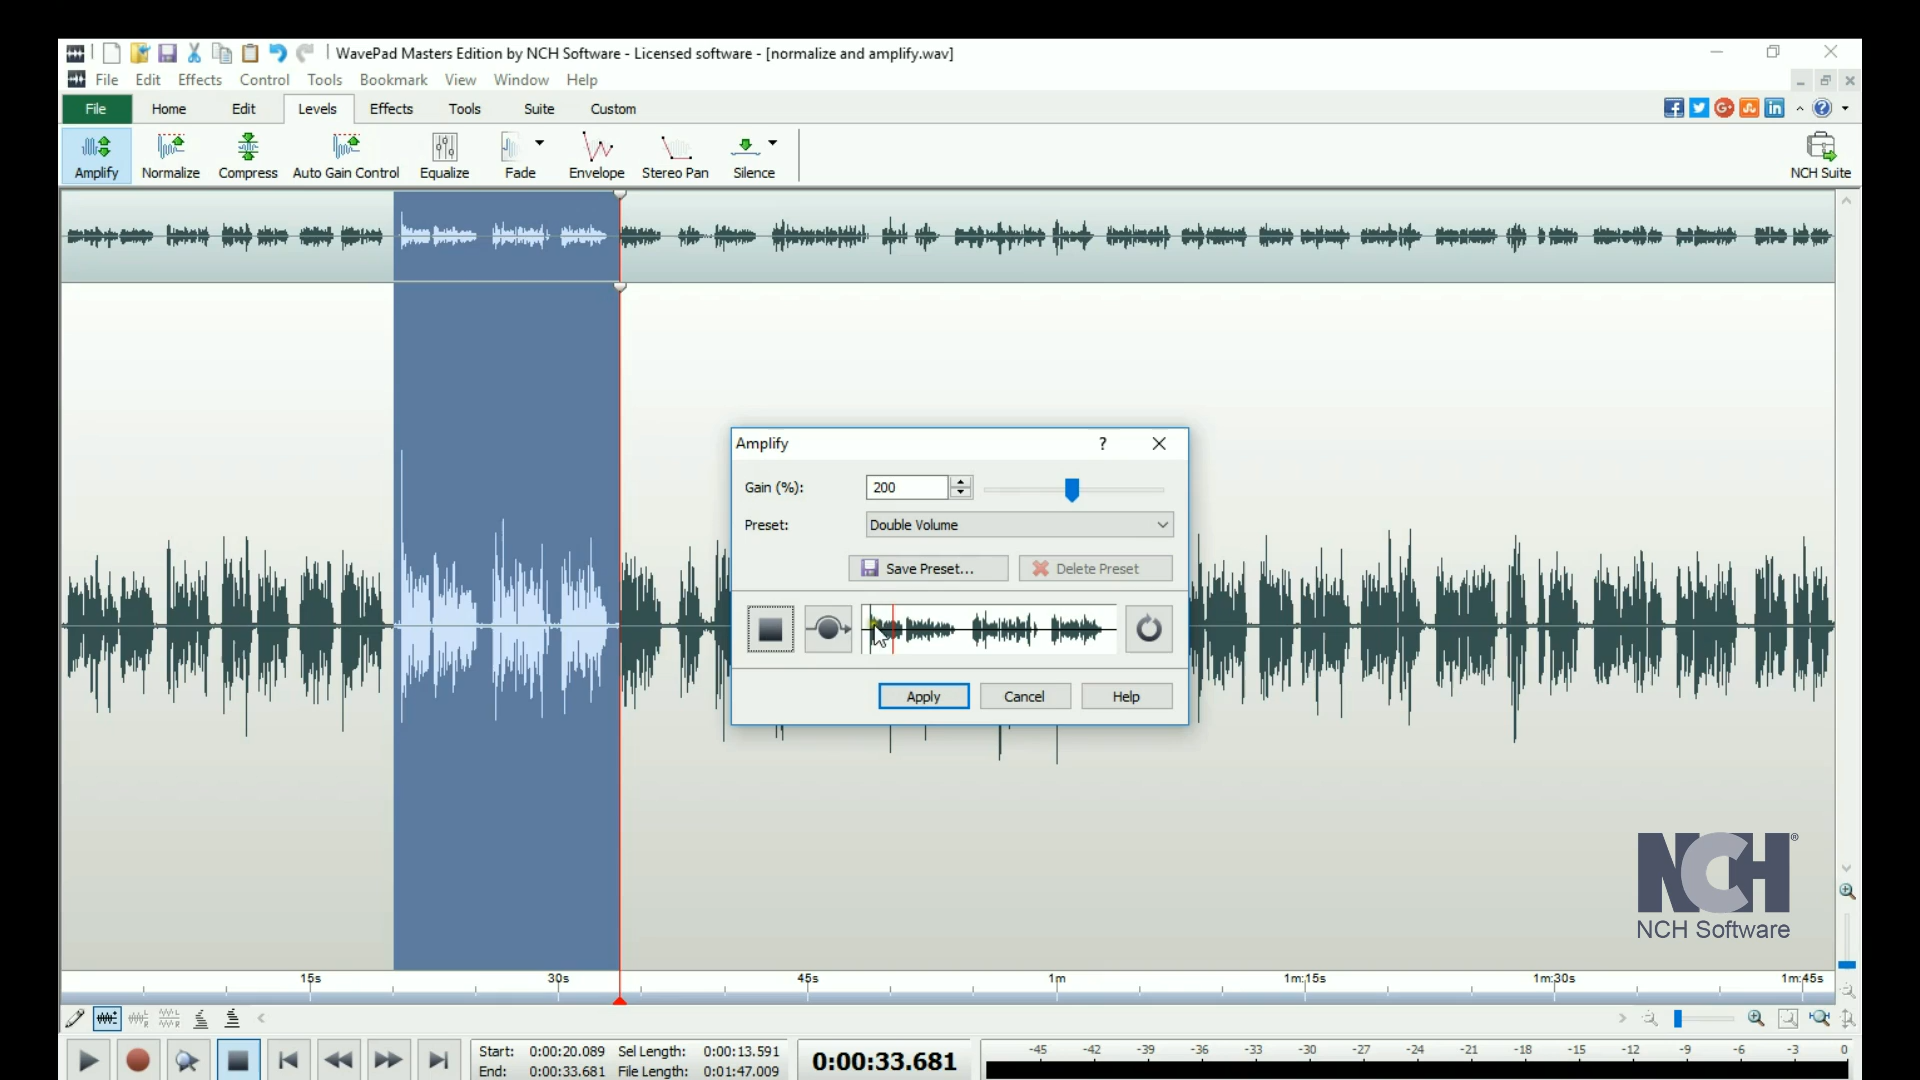 WavePad Masters Edition by NCH Software - Licensed software - [normalize and amplify.wav]
File Edit Effects Control Tools Bookmark View Window Help
File Home Edit Levels Effects Tools Suite Custom
Amplify Normalize Compress Auto Gain Control Equalize Fade Envelope Stereo Pan Silence NCH Suite
Amplify
Gain (%): 200
Preset: Double Volume
Save Preset... Delete Preset
Apply Cancel Help
NCH®
NCH Software
15s 30s 45s 1m 1m:15s 1m:30s 1m:45s
Start: 0:00:20.089 Sel Length: 0:00:13.591
End: 0:00:33.681 File Length: 0:01:47.009
0:00:33.681
-45 -42 -39 -36 -33 -30 -27 -24 -21 -18 -15 -12 -9 -6 -3 0